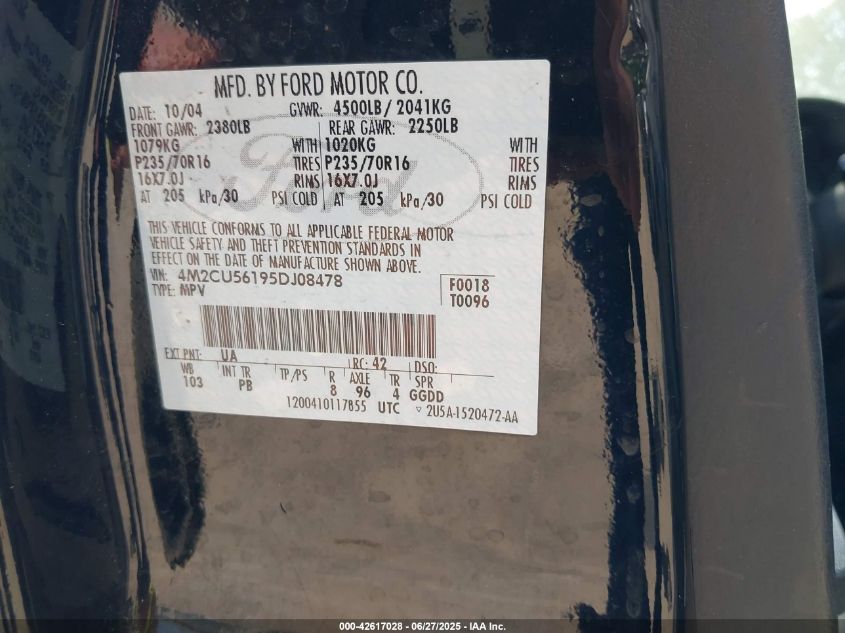 MFD. BY FORD MOTOR CO.
DATE: 10/04 GVWR: 4500LB/ 2041KG
FRONT GAWR: 2380LB REAR GAWR: 2250LB
1079KG WITH 1020KG WITH
P235/70R16 TIRES P235/70R16 TIRES
16X7.0J RIMS 16X7.0J RIMS
AT 205 kPa/30 PSI COLD AT 205 kPa/30 PSI COLD
Ford
THIS VEHICLE CONFORMS TO ALL APPLICABLE FEDERAL MOTOR
VEHICLE SAFETY AND THEFT PREVENTION STANDARDS IN
EFFECT ON THE DATE OF MANUFACTURE SHOWN ABOVE.
VIN: 4M2CU56195DJ08478 F0018
TYPE: MPV T0096
EXT PNT: UA RC: 42 DSO:
WB INT TR TP/PS R AXLE TR SPR
103 PB 8 96 4 GGDD
1200410117855 UTC ▽ 2U5A-1520472-AA
000-42617028 - 06/27/2025 - IAA Inc.